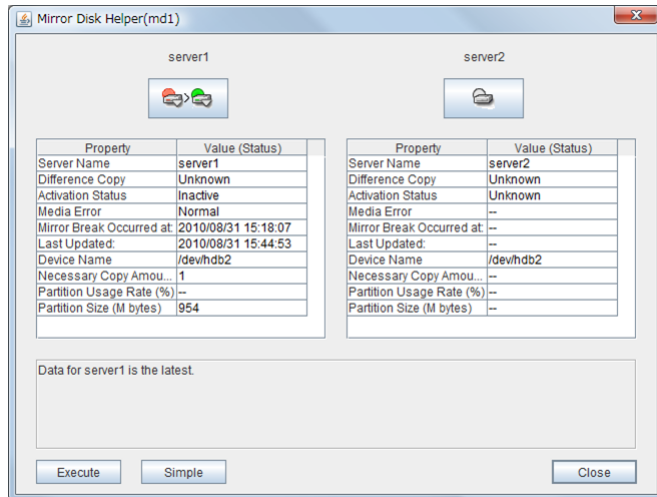 Mirror Disk Helper(md1)
server1 server2
Property Value (Status) Property Value (Status)
Server Name server1 Server Name server2
Difference Copy Unknown Difference Copy Unknown
Activation Status Inactive Activation Status Unknown
Media Error Normal Media Error --
Mirror Break Occurred at: 2010/08/31 15:18:07 Mirror Break Occurred at: --
Last Updated: 2010/08/31 15:44:53 Last Updated: --
Device Name /dev/hdb2 Device Name /dev/hdb2
Necessary Copy Amou... 1 Necessary Copy Amou... --
Partition Usage Rate (%) -- Partition Usage Rate (%) --
Partition Size (M bytes) 954 Partition Size (M bytes) --
Data for server1 is the latest.
Execute Simple Close